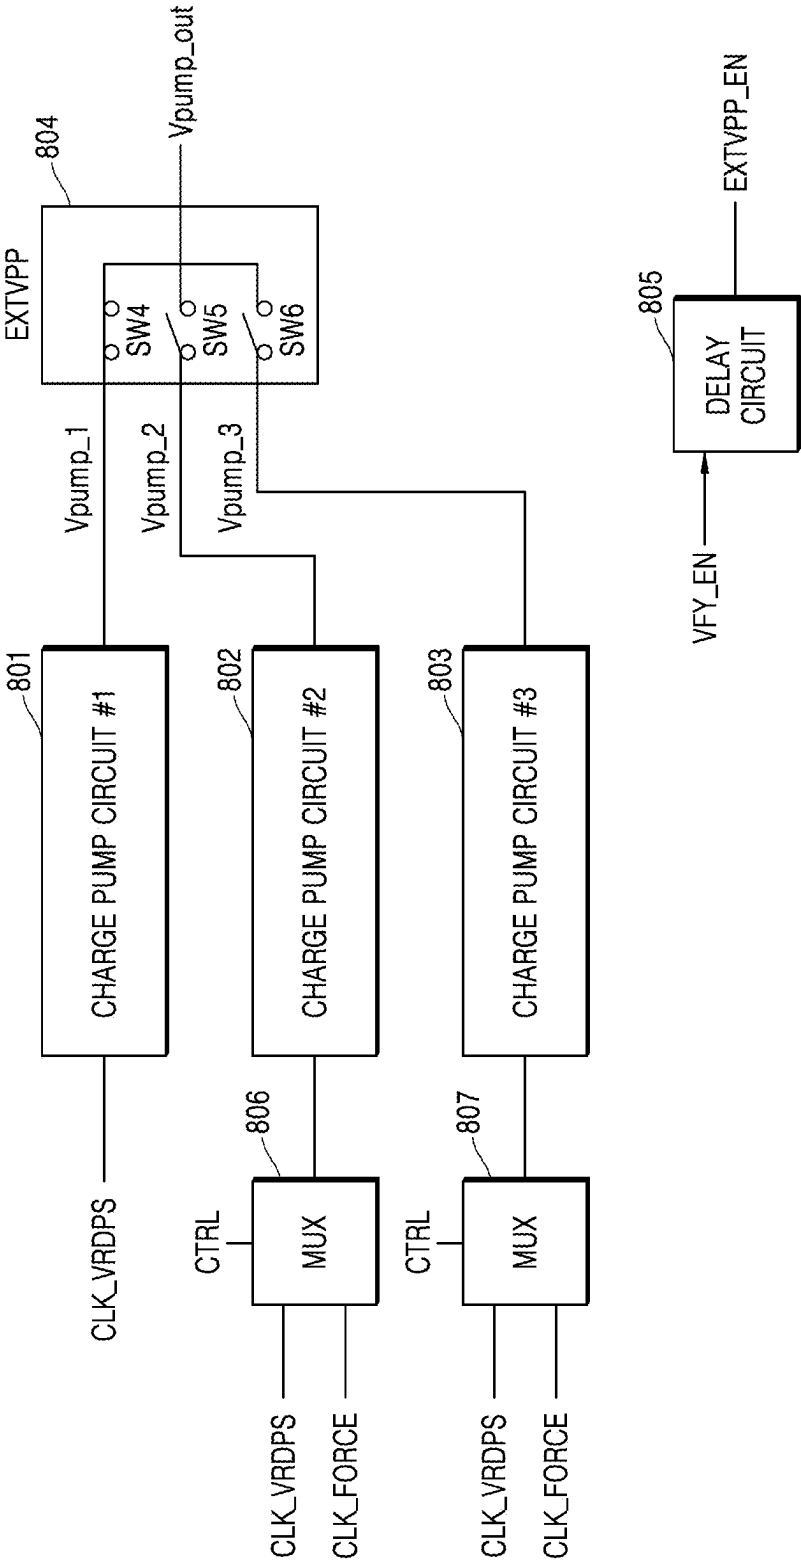 CLK_VRDPS
801
CHARGE PUMP CIRCUIT #1
Vpump_1
EXTVPP
804
SW4
Vpump_out
CTRL
806
CLK_VRDPS
CLK_FORCE
MUX
802
CHARGE PUMP CIRCUIT #2
Vpump_2
SW5
CTRL
807
CLK_VRDPS
CLK_FORCE
MUX
803
CHARGE PUMP CIRCUIT #3
Vpump_3
SW6
VFY_EN
805
DELAY
CIRCUIT
EXTVPP_EN